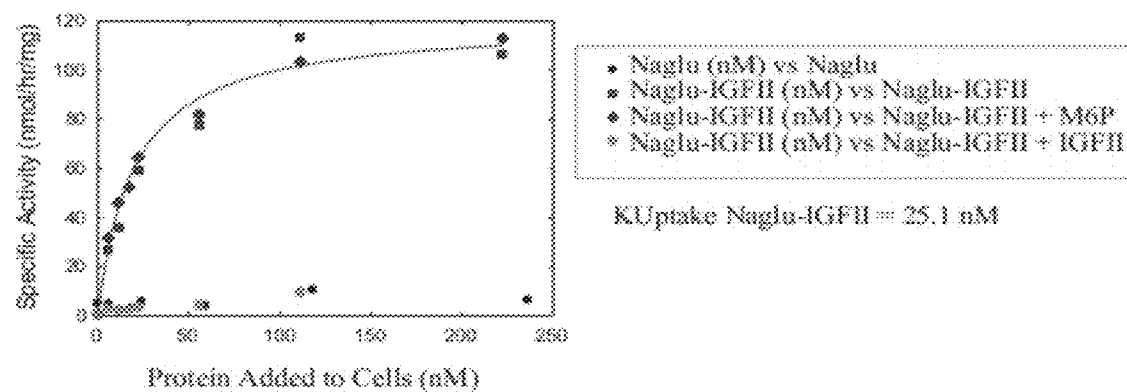 120
100
80
60
40
20
0
0 50 100 150 200 250
Specific Activity (nmol/hr/mg)
Protein Added to Cells (nM)
Naglu (nM) vs Naglu
Naglu-IGFII (nM) vs Naglu-IGFII
Naglu-IGFII (nM) vs Naglu-IGFII + M6P
Naglu-IGFII (nM) vs Naglu-IGFII + IGFII
KUptake Naglu-IGFII = 25.1 nM